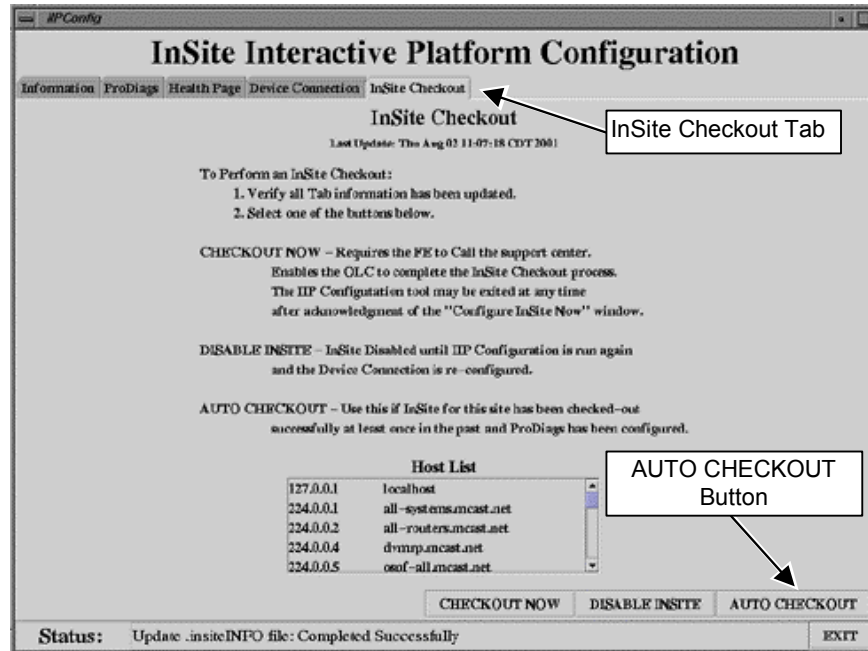 iIPConfig
InSite Interactive Platform Configuration
Information ProDiags Health Page Device Connection InSite Checkout
InSite Checkout
InSite Checkout Tab
Last Update: Thu Aug 02 11:07:18 CDT 2001
To Perform an InSite Checkout:
1. Verify all Tab information has been updated.
2. Select one of the buttons below.
CHECKOUT NOW – Requires the FE to Call the support center.
Enables the OLC to complete the InSite Checkout process.
The IIP Configutation tool may be exited at any time
after acknowledgment of the "Configure InSite Now" window.
DISABLE INSITE – InSite Disabled until IIP Configuration is run again
and the Device Connection is re–configured.
AUTO CHECKOUT – Use this if InSite for this site has been checked–out
successfully at least once in the past and ProDiags has been configured.
Host List
AUTO CHECKOUT
Button
127.0.0.1 localhost
224.0.0.1 all–systems.mcast.net
224.0.0.2 all–routers.mcast.net
224.0.0.4 dvmrp.mcast.net
224.0.0.5 ospf–all.mcast.net
CHECKOUT NOW DISABLE INSITE AUTO CHECKOUT
Status: Update .insiteINFO file: Completed Successfully EXIT